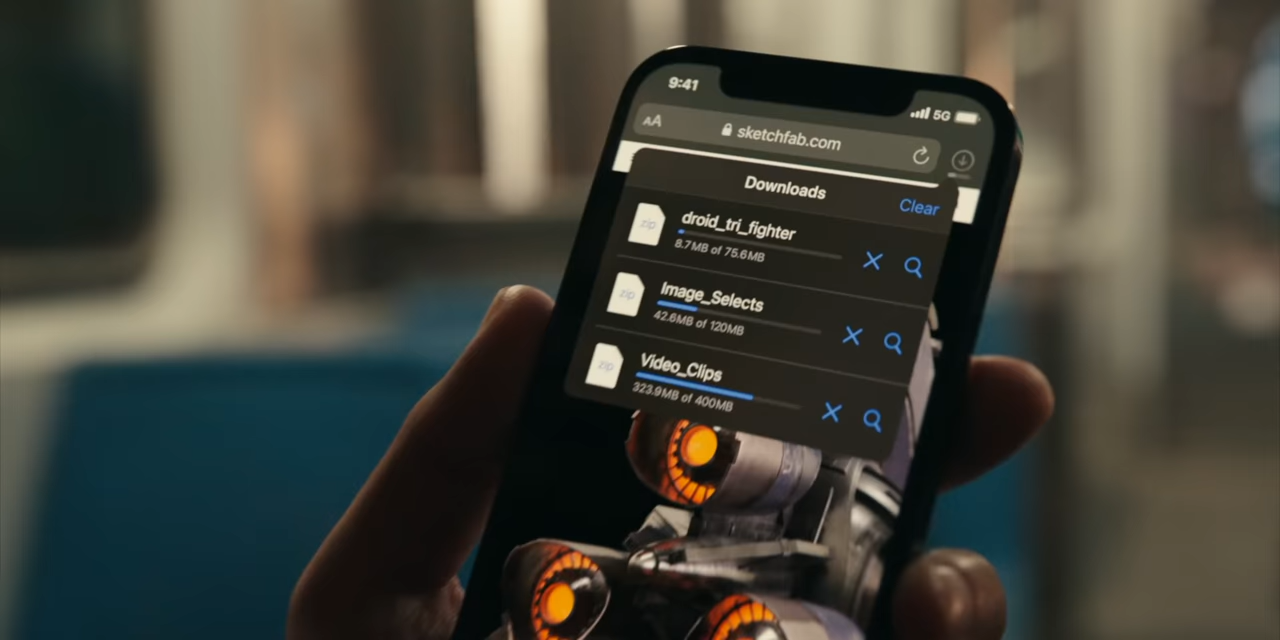 9:41
5G
AA
sketchfab.com
Downloads
Clear
zip
droid_tri_fighter
8.7MB of 75.6MB
zip
Image_Selects
42.6MB of 120MB
zip
Video_Clips
323.9MB of 400MB